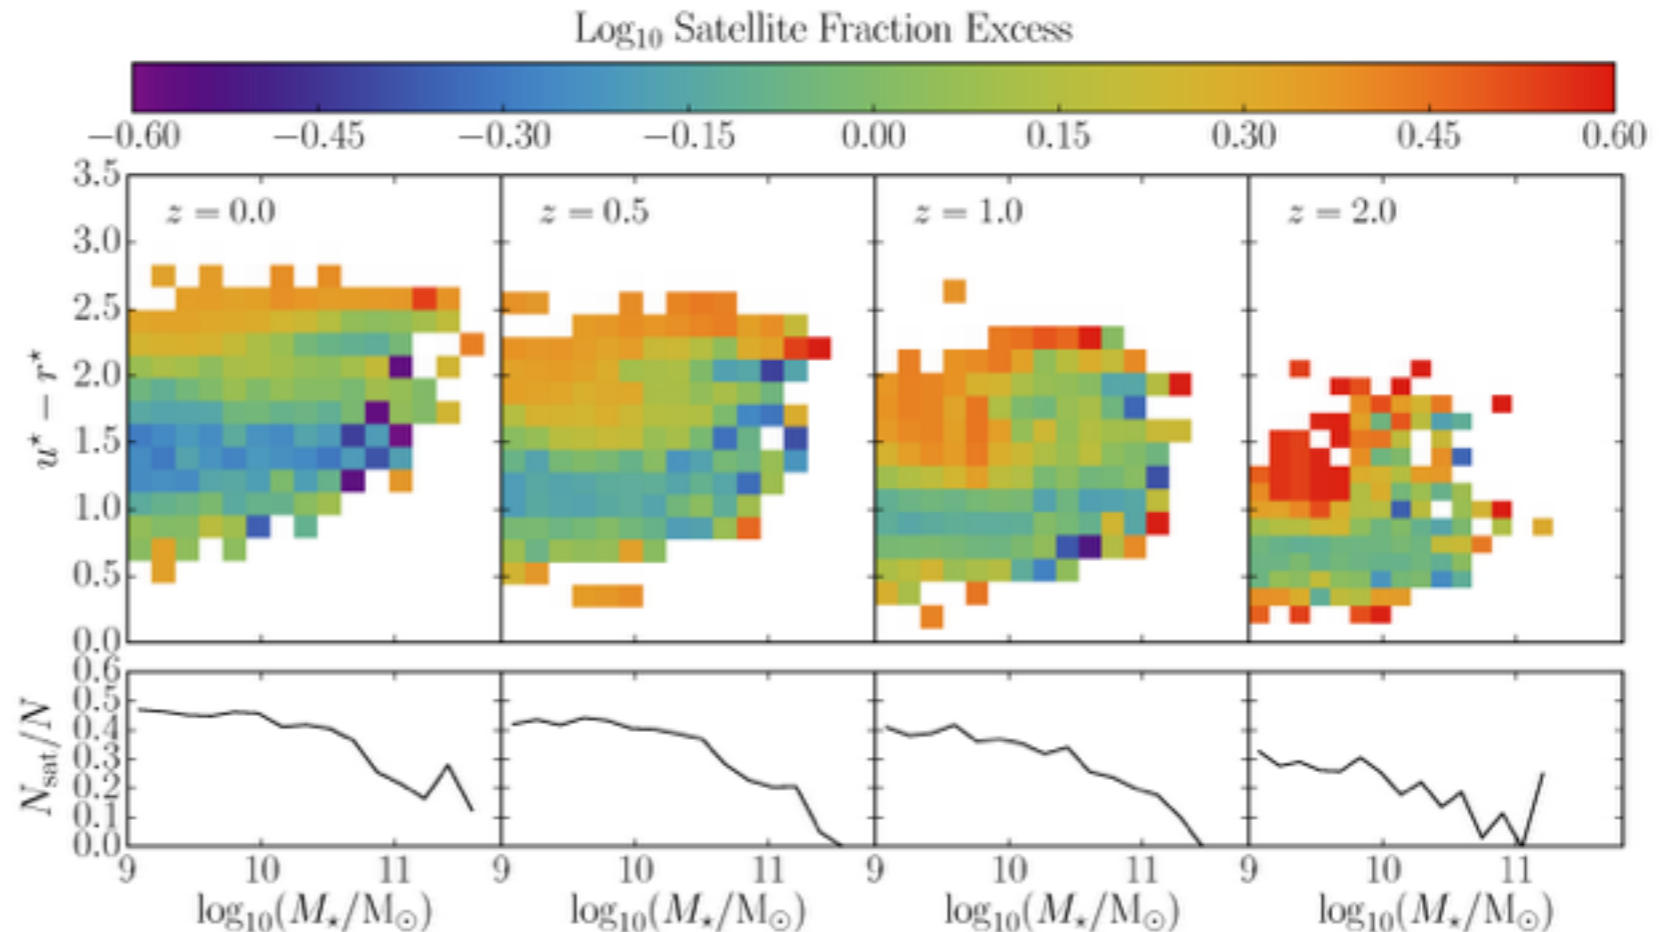 Log₁₀ Satellite Fraction Excess
−0.60 −0.45 −0.30 −0.15 0.00 0.15 0.30 0.45 0.60
u* − r*
3.5
3.0
2.5
2.0
1.5
1.0
0.5
0.0
z = 0.0 z = 0.5 z = 1.0 z = 2.0
N_sat/N
0.6
0.5
0.4
0.3
0.2
0.1
0.0
9 10 11 9 10 11 9 10 11 9 10 11
log₁₀(M⋆/M⊙) log₁₀(M⋆/M⊙) log₁₀(M⋆/M⊙) log₁₀(M⋆/M⊙)